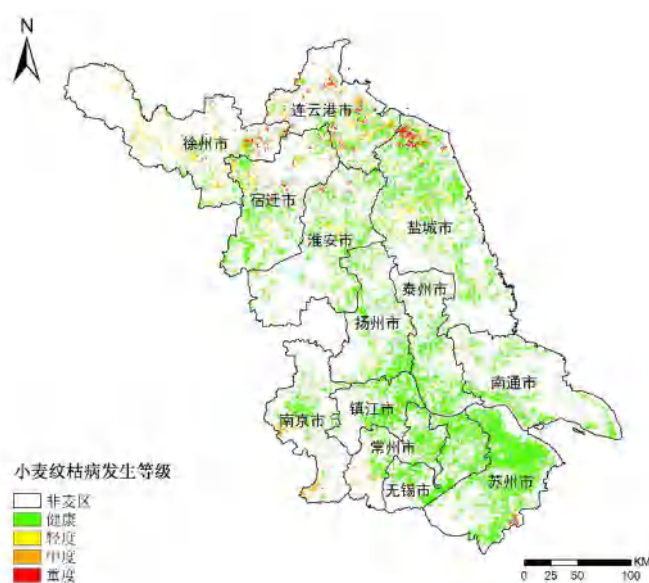 N
连云港市
徐州市
宿迁市
淮安市
盐城市
泰州市
扬州市
南通市
镇江市
南京市
常州市
无锡市
苏州市
小麦纹枯病发生等级
非麦区
健康
轻度
中度
重度
KM
0 25 50 100